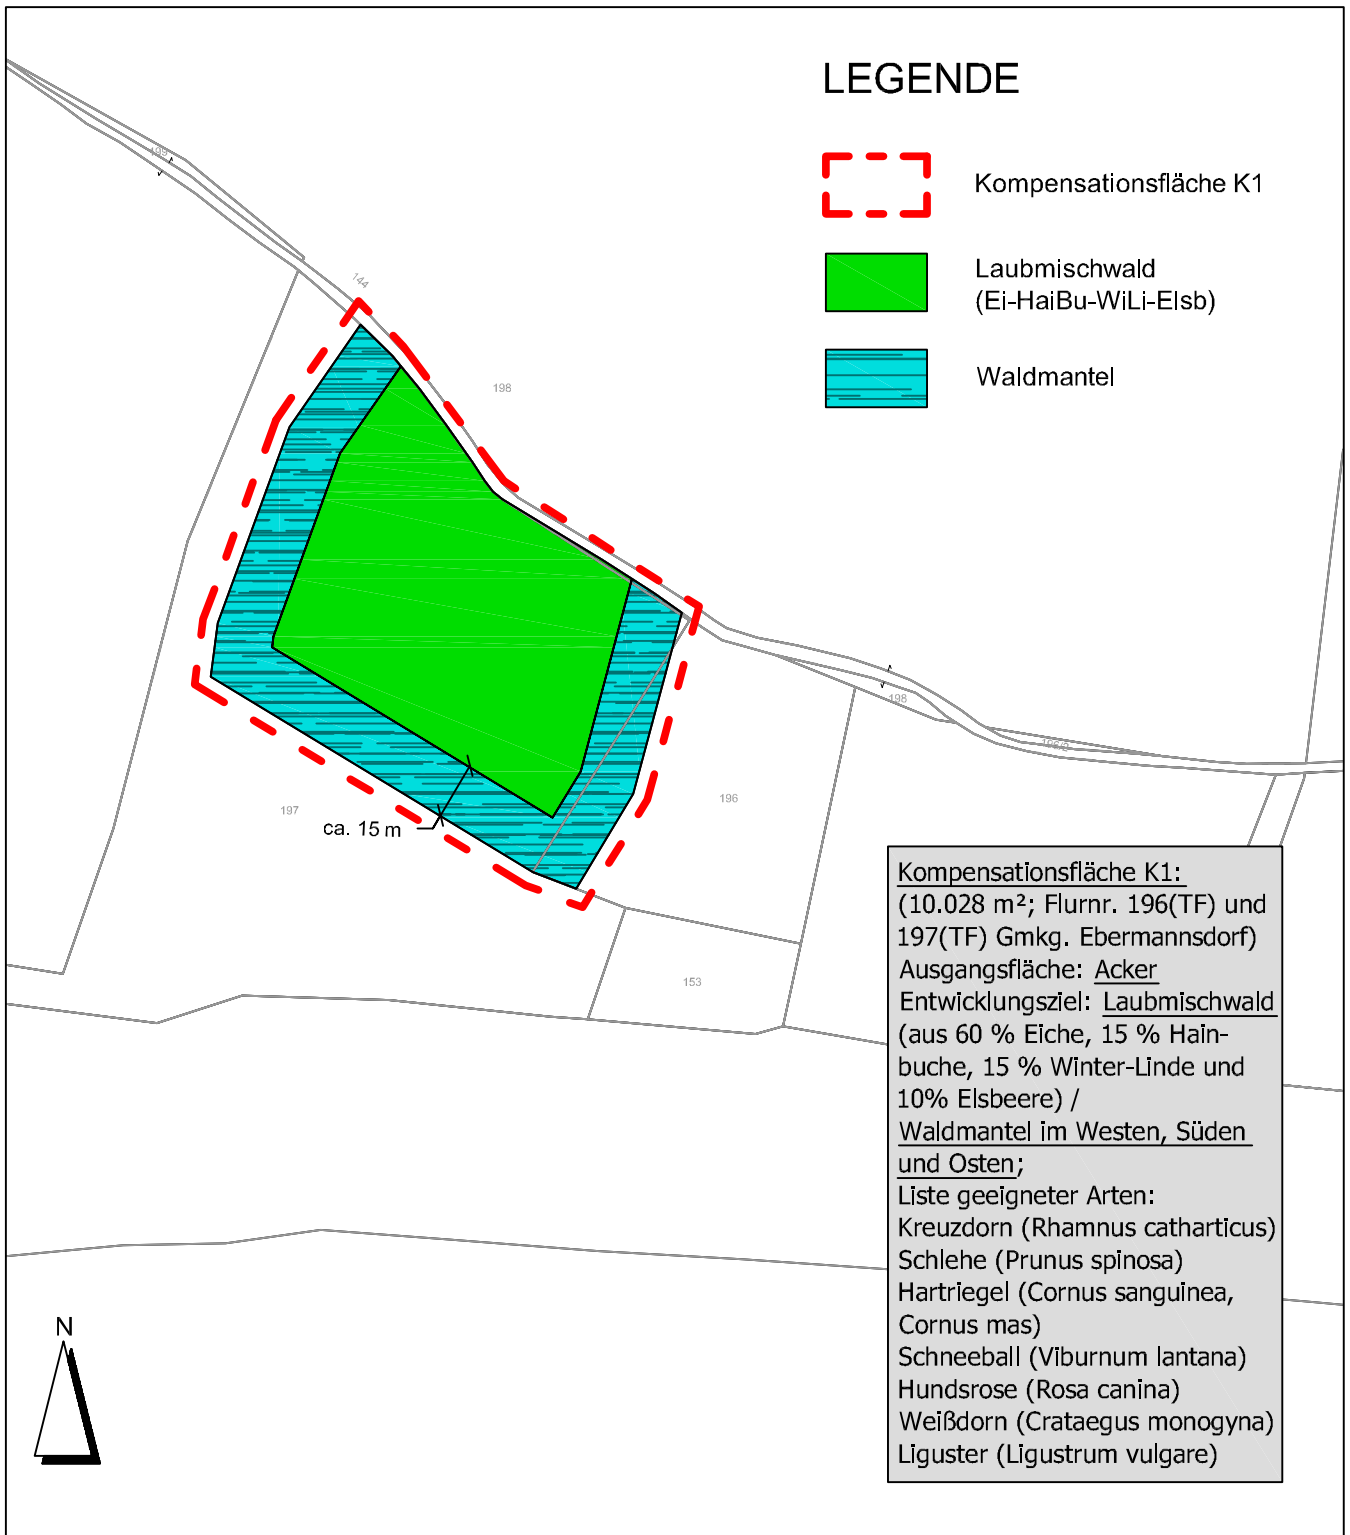 LEGENDE
Kompensationsfläche K1
Laubmischwald
(Ei-HaiBu-WiLi-Elsb)
Waldmantel
199
144
198
198
196
197
ca. 15 m
153
Kompensationsfläche K1:
(10.028 m²; Flurnr. 196(TF) und
197(TF) Gmkg. Ebermannsdorf)
Ausgangsfläche: Acker
Entwicklungsziel: Laubmischwald
(aus 60 % Eiche, 15 % Hain-
buche, 15 % Winter-Linde und
10% Elsbeere) /
Waldmantel im Westen, Süden
und Osten;
Liste geeigneter Arten:
Kreuzdorn (Rhamnus catharticus)
Schlehe (Prunus spinosa)
Hartriegel (Cornus sanguinea,
Cornus mas)
Schneeball (Viburnum lantana)
Hundsrose (Rosa canina)
Weißdorn (Crataegus monogyna)
Liguster (Ligustrum vulgare)
N